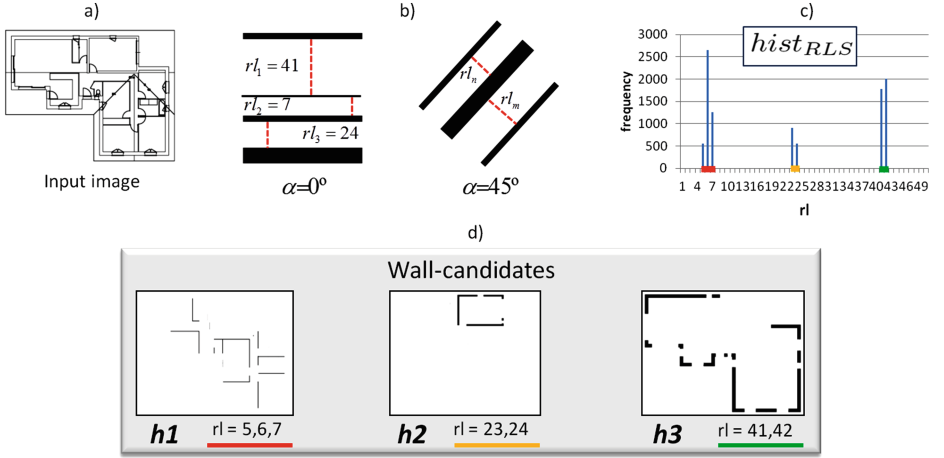 a)
b)
c)
Input image
rl₁ = 41
rl₂ = 7
rl₃ = 24
α=0º
rlₙ
rlₘ
α=45º
hist_RLS
frequency
3000
2500
2000
1500
1000
500
0
1 4 7 10 13 16 19 22 25 28 31 34 37 40 43 46 49
rl
d)
Wall-candidates
h1 rl = 5,6,7
h2 rl = 23,24
h3 rl = 41,42